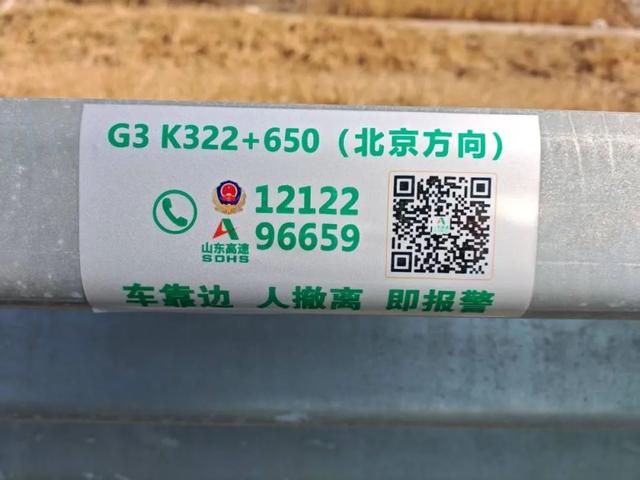 G3 K322+650（北京方向）
12122
山东高速
SDHS
96659
车靠边 人撤离 即报警